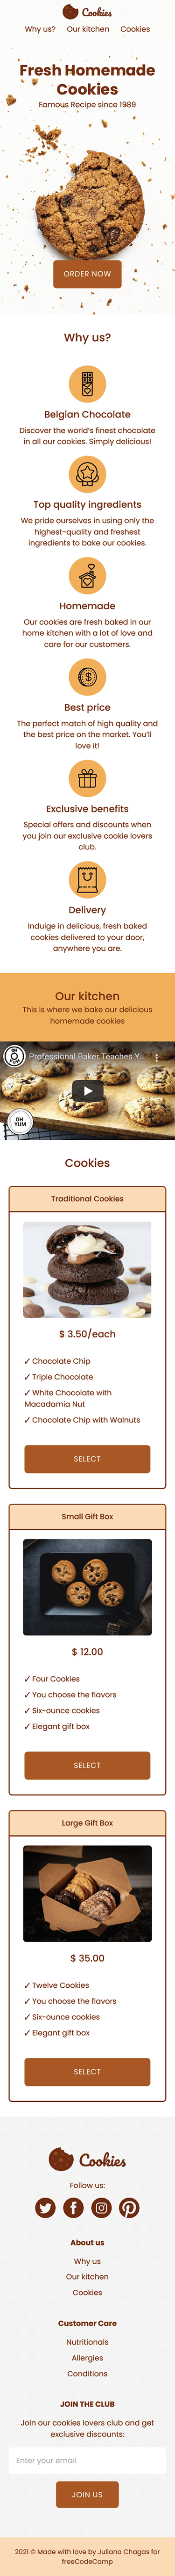 Cookies
Why us? Our kitchen Cookies
Fresh Homemade
Cookies
Famous Recipe since 1989
ORDER NOW
Why us?
Belgian Chocolate
Discover the world's finest chocolate
in all our cookies. Simply delicious!
Top quality ingredients
We pride ourselves in using only the
highest-quality and freshest
ingredients to bake our cookies.
Homemade
Our cookies are fresh baked in our
home kitchen with a lot of love and
care for our customers.
Best price
The perfect match of high quality and
the best price on the market. You'll
love it!
Exclusive benefits
Special offers and discounts when
you join our exclusive cookie lovers
club.
Delivery
Indulge in delicious, fresh baked
cookies delivered to your door,
anywhere you are.
Our kitchen
This is where we bake our delicious
homemade cookies
Professional Baker Teaches Y...
OH
YUM
Cookies
Traditional Cookies
$ 3.50/each
✓ Chocolate Chip
✓ Triple Chocolate
✓ White Chocolate with
Macadamia Nut
✓ Chocolate Chip with Walnuts
SELECT
Small Gift Box
$ 12.00
✓ Four Cookies
✓ You choose the flavors
✓ Six-ounce cookies
✓ Elegant gift box
SELECT
Large Gift Box
$ 35.00
✓ Twelve Cookies
✓ You choose the flavors
✓ Six-ounce cookies
✓ Elegant gift box
SELECT
Cookies
Follow us:
About us
Why us
Our kitchen
Cookies
Customer Care
Nutritionals
Allergies
Conditions
JOIN THE CLUB
Join our cookies lovers club and get
exclusive discounts:
Enter your email
JOIN US
2021 © Made with love by Juliana Chagas for
freeCodeCamp